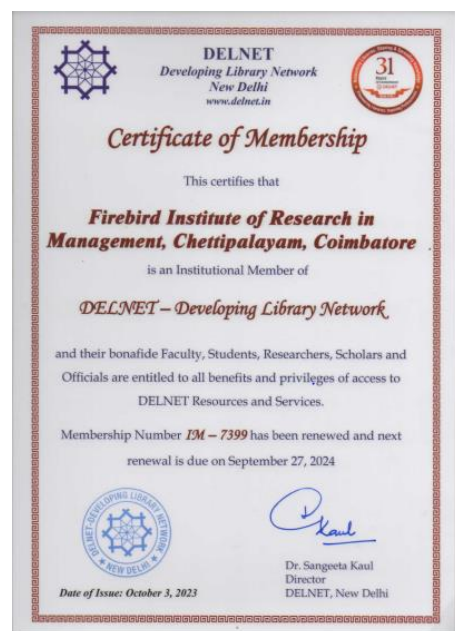 DELNET
Developing Library Network
New Delhi
www.delnet.in
31
Certificate of Membership
This certifies that
Firebird Institute of Research in
Management, Chettipalayam, Coimbatore
is an Institutional Member of
DELNET – Developing Library Network
and their bonafide Faculty, Students, Researchers, Scholars and
Officials are entitled to all benefits and privileges of access to
DELNET Resources and Services.
Membership Number IM – 7399 has been renewed and next
renewal is due on September 27, 2024
DELNET-DEVELOPING LIBRARY NETWORK
NEW DELHI
Kaul
Dr. Sangeeta Kaul
Director
DELNET, New Delhi
Date of Issue: October 3, 2023